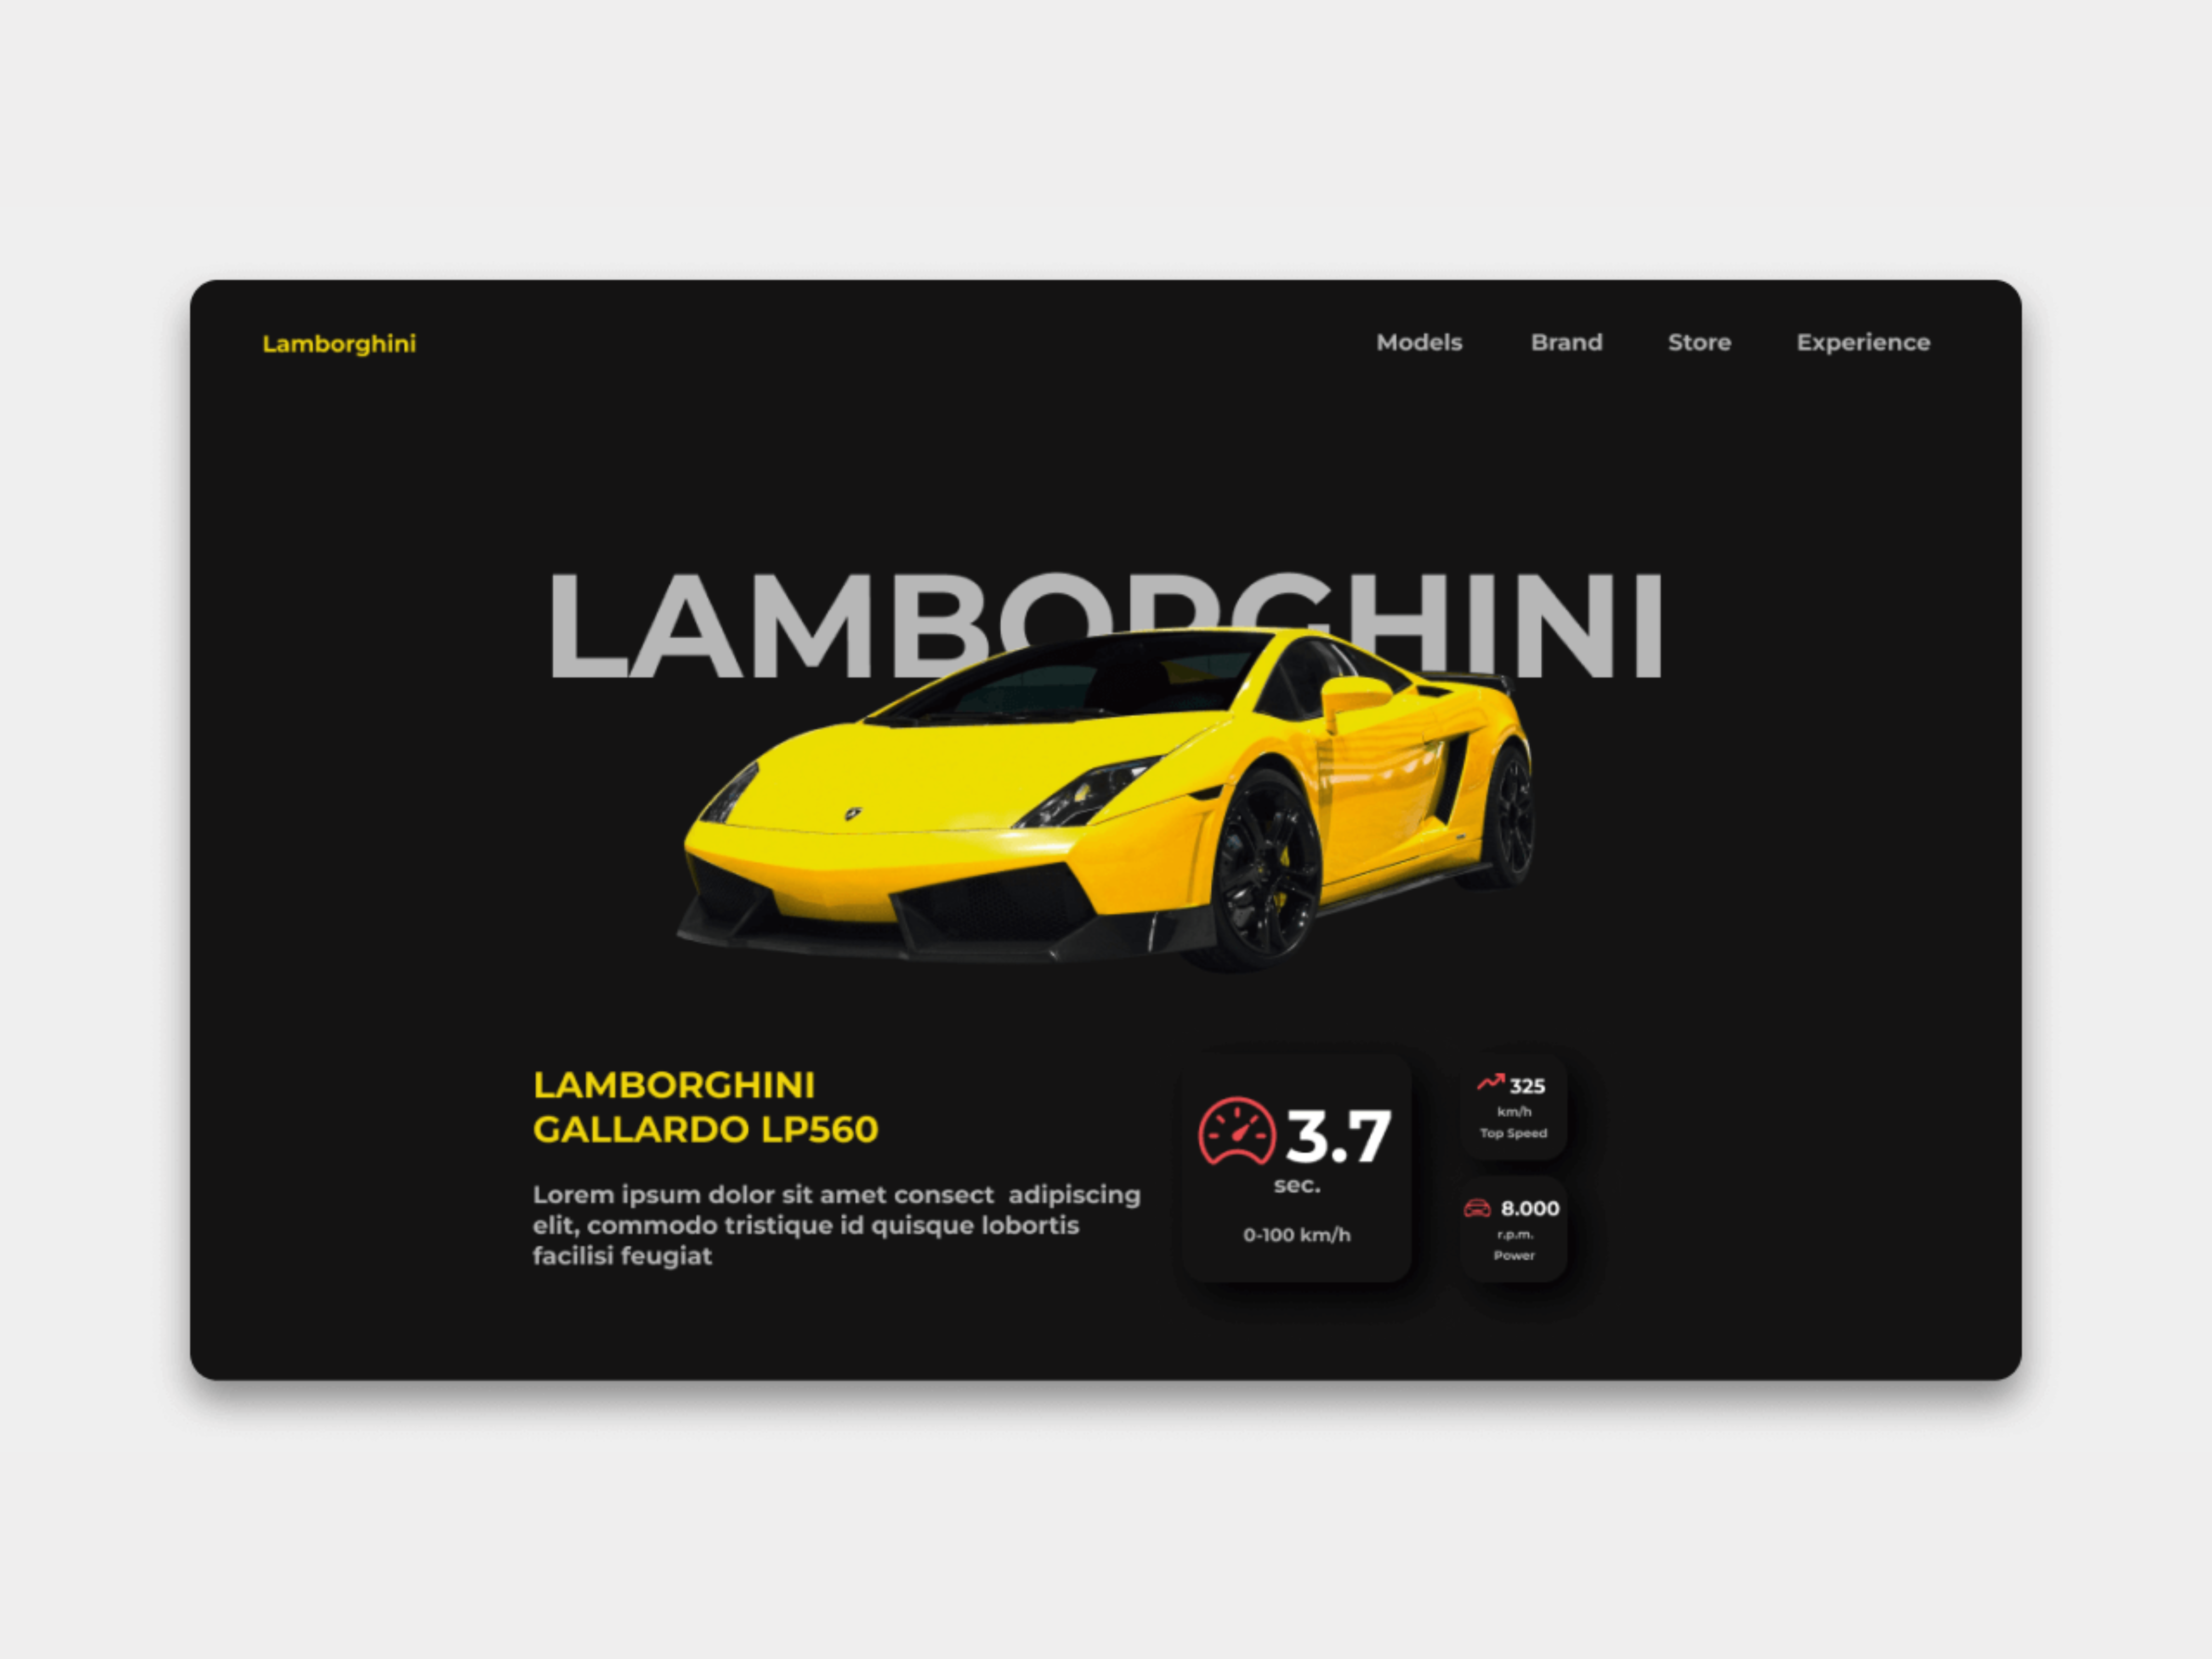 Lamborghini
Models Brand Store Experience
LAMBORGHINI
LAMBORGHINI
GALLARDO LP560
Lorem ipsum dolor sit amet consect  adipiscing
elit, commodo tristique id quisque lobortis
facilisi feugiat
3.7
sec.
0-100 km/h
325
km/h
Top Speed
8.000
r.p.m.
Power